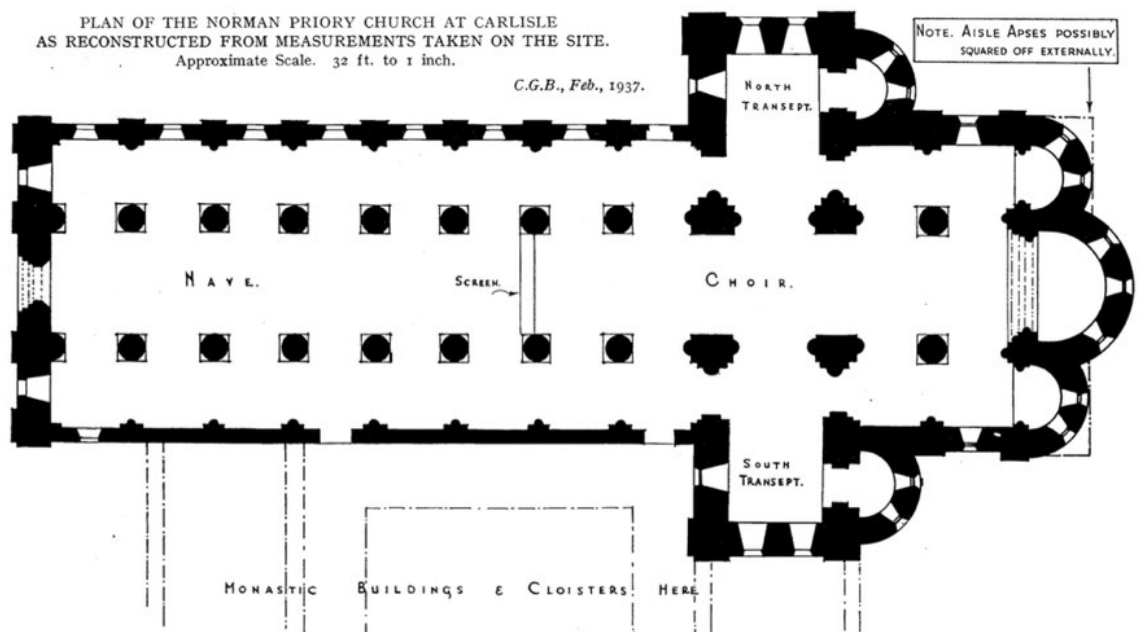 PLAN OF THE NORMAN PRIORY CHURCH AT CARLISLE
AS RECONSTRUCTED FROM MEASUREMENTS TAKEN ON THE SITE.
Approximate Scale. 32 ft. to 1 inch.
C.G.B., Feb., 1937.
NOTE. AISLE APSES POSSIBLY
SQUARED OFF EXTERNALLY.
NORTH
TRANSEPT.
NAVE.
SCREEN.
CHOIR.
SOUTH
TRANSEPT.
MONASTIC BUILDINGS & CLOISTERS HERE